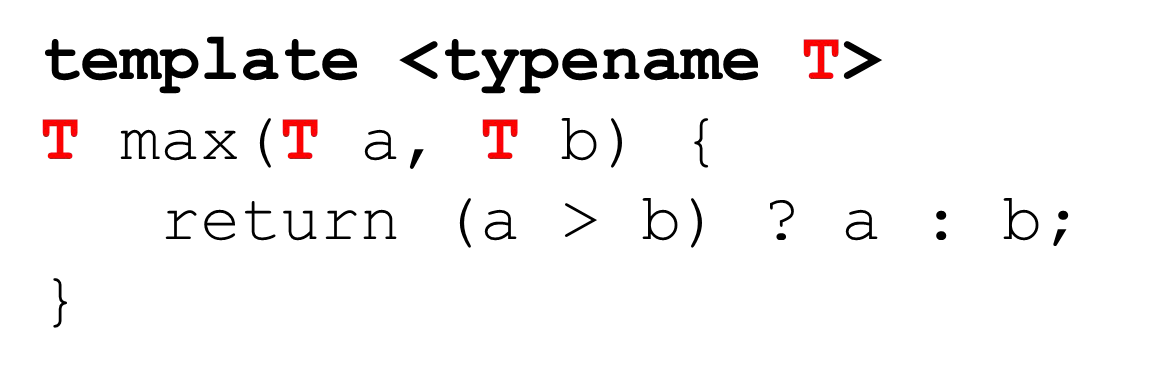 template <typename T>
T max(T a, T b) {
   return (a > b) ? a : b;
}